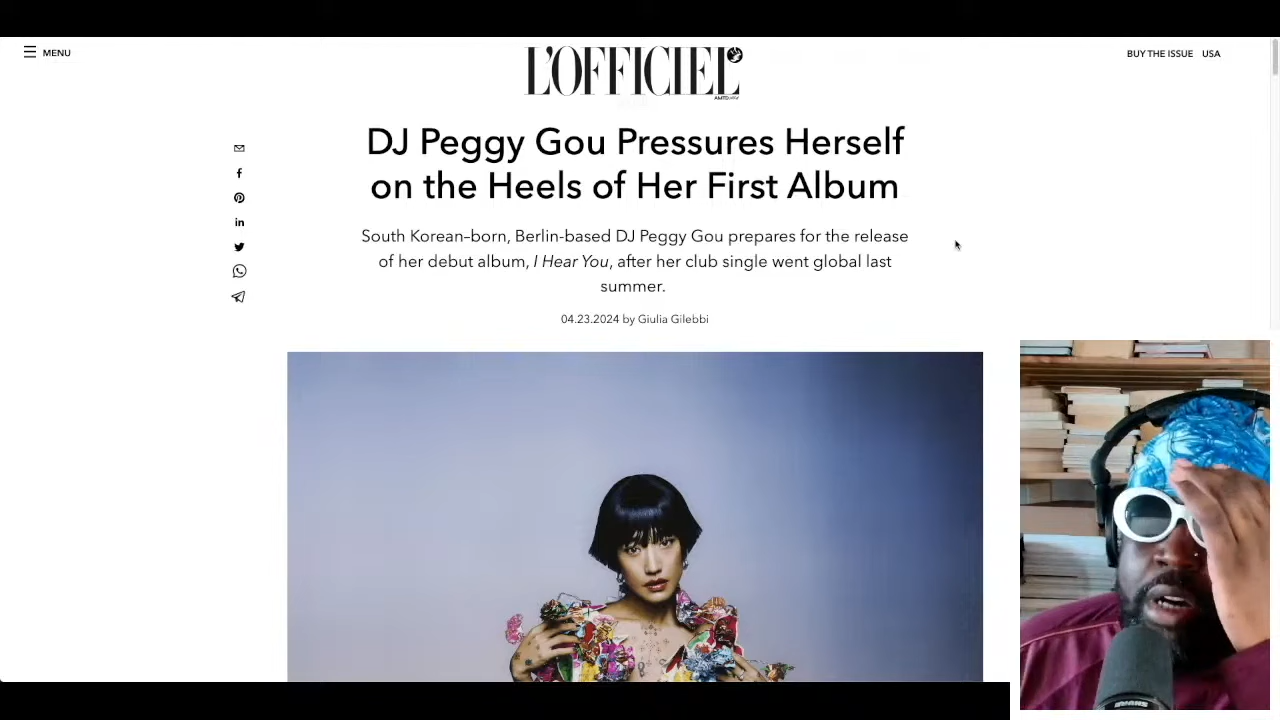 MENU
L'OFFICIEL
BUY THE ISSUE USA
DJ Peggy Gou Pressures Herself
on the Heels of Her First Album
South Korean–born, Berlin-based DJ Peggy Gou prepares for the release
of her debut album, I Hear You, after her club single went global last
summer.
04.23.2024 by Giulia Gilebbi